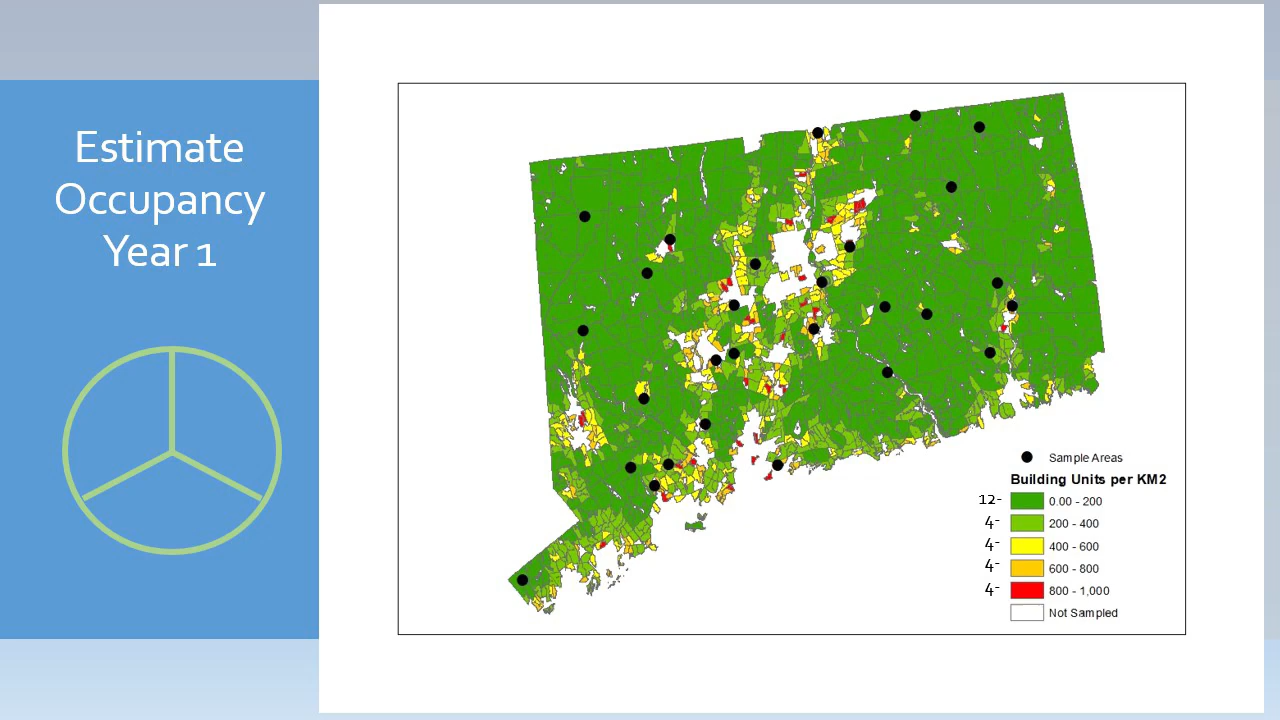 Estimate
Occupancy
Year 1
Sample Areas
Building Units per KM2
12- 0.00 - 200
4- 200 - 400
4- 400 - 600
4- 600 - 800
4- 800 - 1,000
Not Sampled